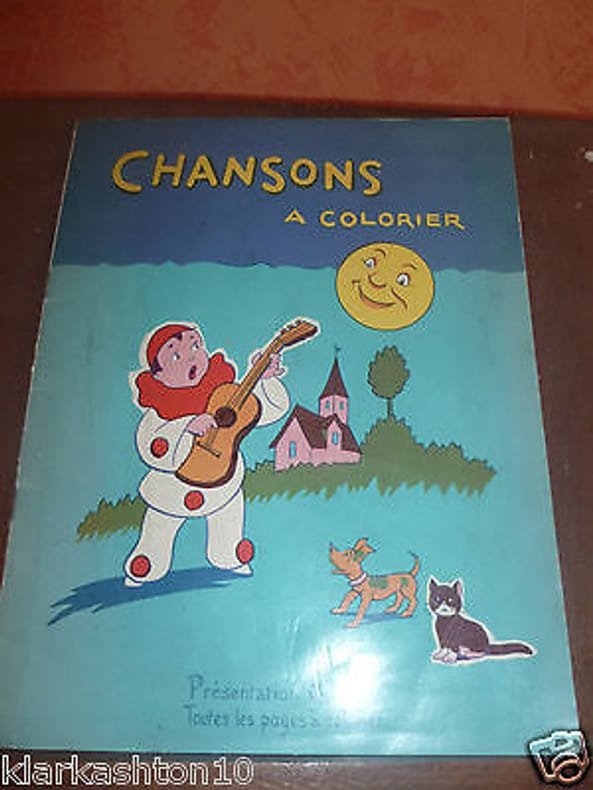 CHANSONS
A COLORIER
Présentation
Toutes les pages à
klarkashton10